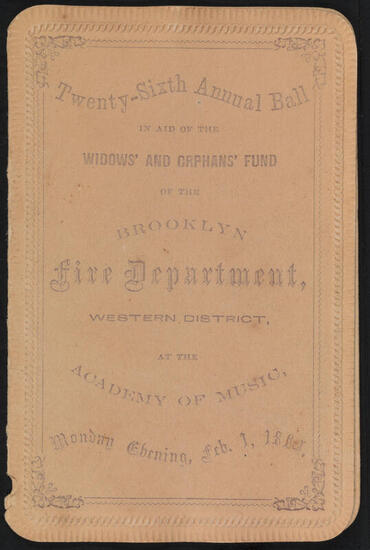 Twenty-Sixth Annual Ball
IN AID OF THE
WIDOWS' AND ORPHANS' FUND
OF THE
BROOKLYN
Fire Department,
WESTERN DISTRICT,
AT THE
ACADEMY OF MUSIC,
Monday Evening, Feb. 1,